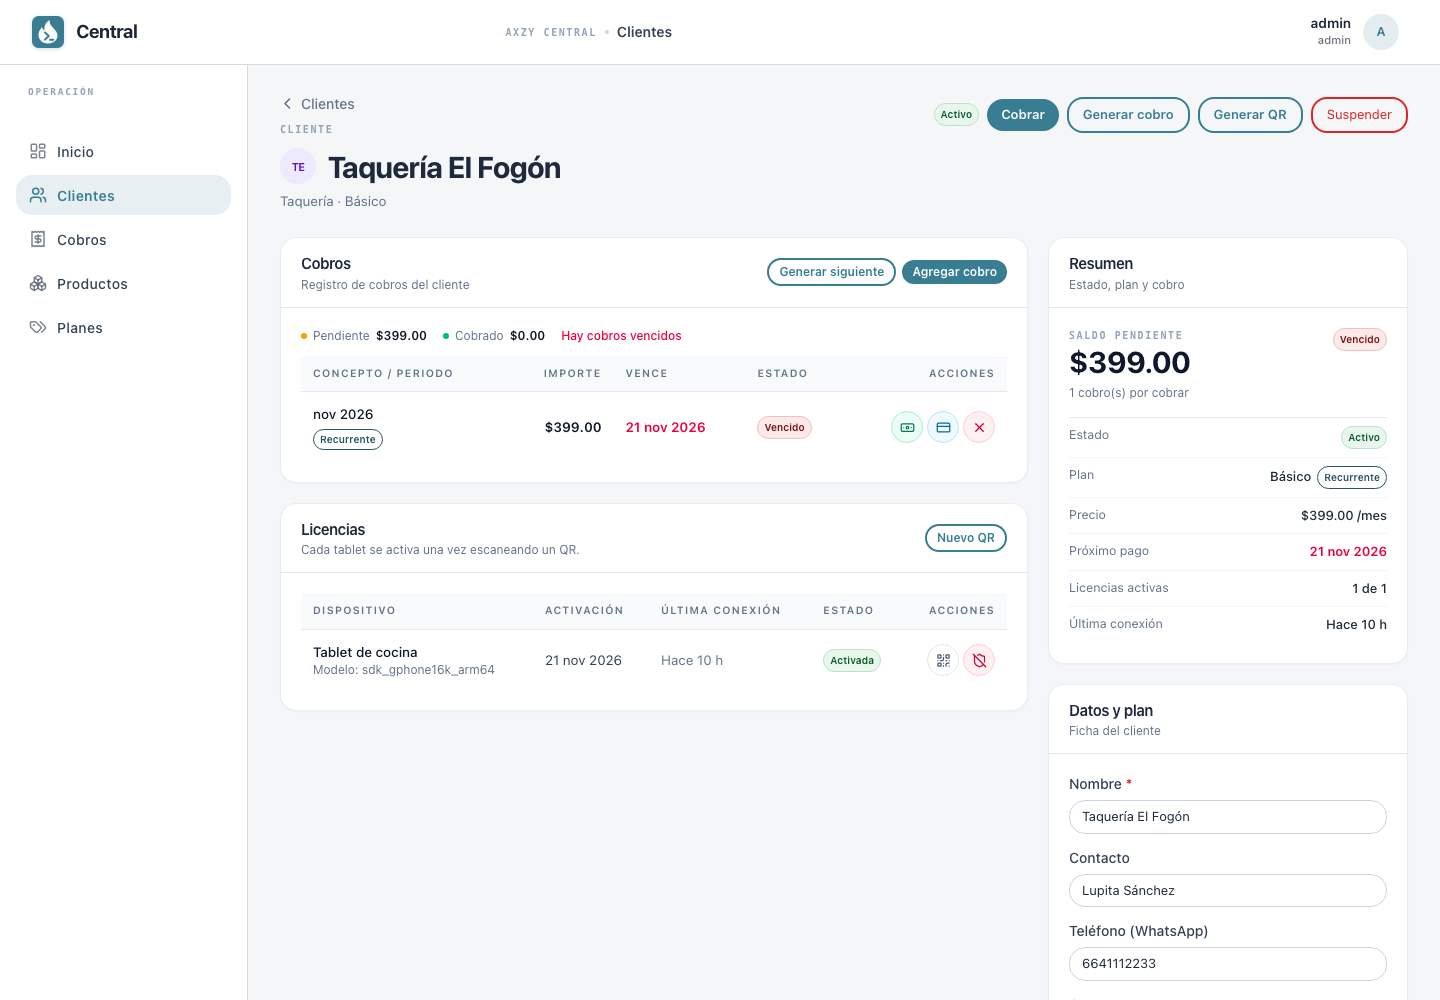 Central
AXZY CENTRAL • Clientes
admin
admin
A
OPERACIÓN
Inicio
Clientes
Cobros
Productos
Planes
Clientes
CLIENTE
TE
Taquería El Fogón
Taquería · Básico
Activo
Cobrar
Generar cobro
Generar QR
Suspender
Cobros
Registro de cobros del cliente
Generar siguiente
Agregar cobro
Pendiente $399.00 Cobrado $0.00 Hay cobros vencidos
CONCEPTO / PERIODO IMPORTE VENCE ESTADO ACCIONES
nov 2026
Recurrente
$399.00 21 nov 2026 Vencido
Licencias
Cada tablet se activa una vez escaneando un QR.
Nuevo QR
DISPOSITIVO ACTIVACIÓN ÚLTIMA CONEXIÓN ESTADO ACCIONES
Tablet de cocina
Modelo: sdk_gphone16k_arm64
21 nov 2026 Hace 10 h Activada
Resumen
Estado, plan y cobro
SALDO PENDIENTE
Vencido
$399.00
1 cobro(s) por cobrar
Estado Activo
Plan Básico Recurrente
Precio $399.00 /mes
Próximo pago 21 nov 2026
Licencias activas 1 de 1
Última conexión Hace 10 h
Datos y plan
Ficha del cliente
Nombre *
Taquería El Fogón
Contacto
Lupita Sánchez
Teléfono (WhatsApp)
6641112233